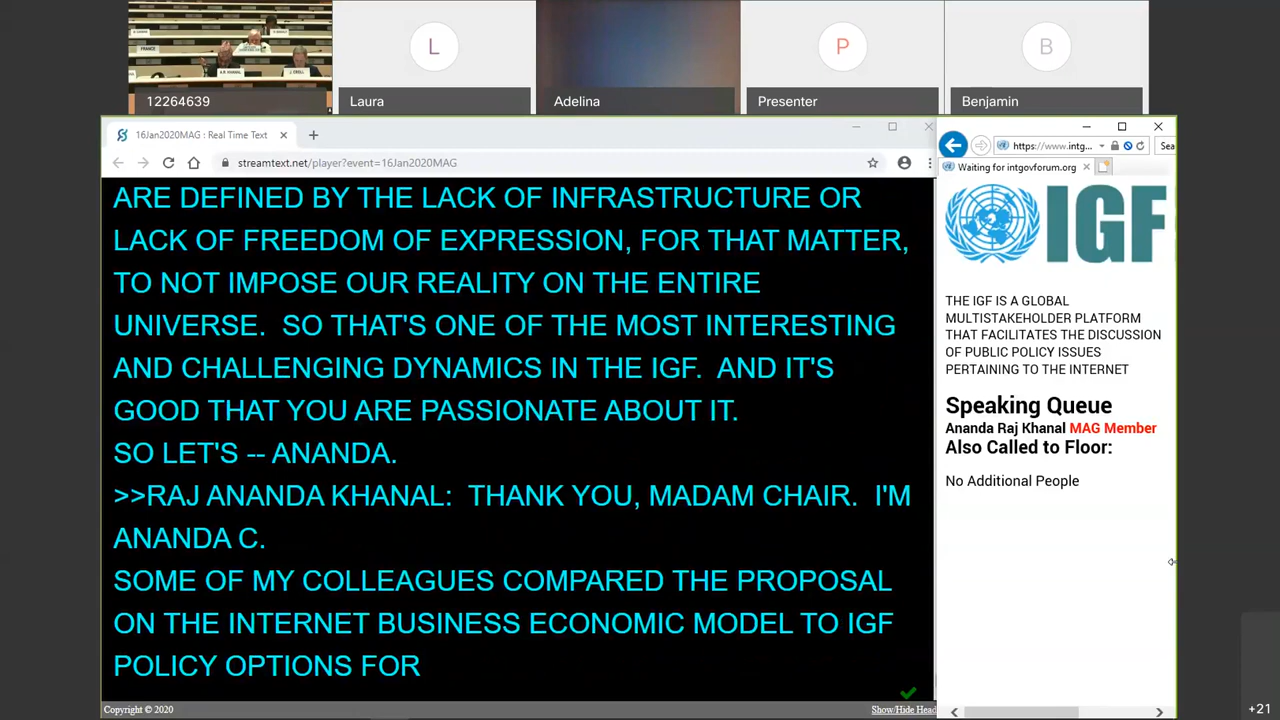 FRANCE
R.R. KHANAL
J. ERELL
12264639
L
Laura
Adelina
P
Presenter
B
Benjamin
16Jan2020MAG : Real Time Text
streamtext.net/player?event=16Jan2020MAG
ARE DEFINED BY THE LACK OF INFRASTRUCTURE OR
LACK OF FREEDOM OF EXPRESSION, FOR THAT MATTER,
TO NOT IMPOSE OUR REALITY ON THE ENTIRE
UNIVERSE.  SO THAT'S ONE OF THE MOST INTERESTING
AND CHALLENGING DYNAMICS IN THE IGF.  AND IT'S
GOOD THAT YOU ARE PASSIONATE ABOUT IT.
SO LET'S -- ANANDA.
>>RAJ ANANDA KHANAL:  THANK YOU, MADAM CHAIR.  I'M
ANANDA C.
SOME OF MY COLLEAGUES COMPARED THE PROPOSAL
ON THE INTERNET BUSINESS ECONOMIC MODEL TO IGF
POLICY OPTIONS FOR
Copyright © 2020
Show/Hide Head
https://www.intg...
Sea
Waiting for intgovforum.org
IGF
THE IGF IS A GLOBAL
MULTISTAKEHOLDER PLATFORM
THAT FACILITATES THE DISCUSSION
OF PUBLIC POLICY ISSUES
PERTAINING TO THE INTERNET
Speaking Queue
Ananda Raj Khanal MAG Member
Also Called to Floor:
No Additional People
+21